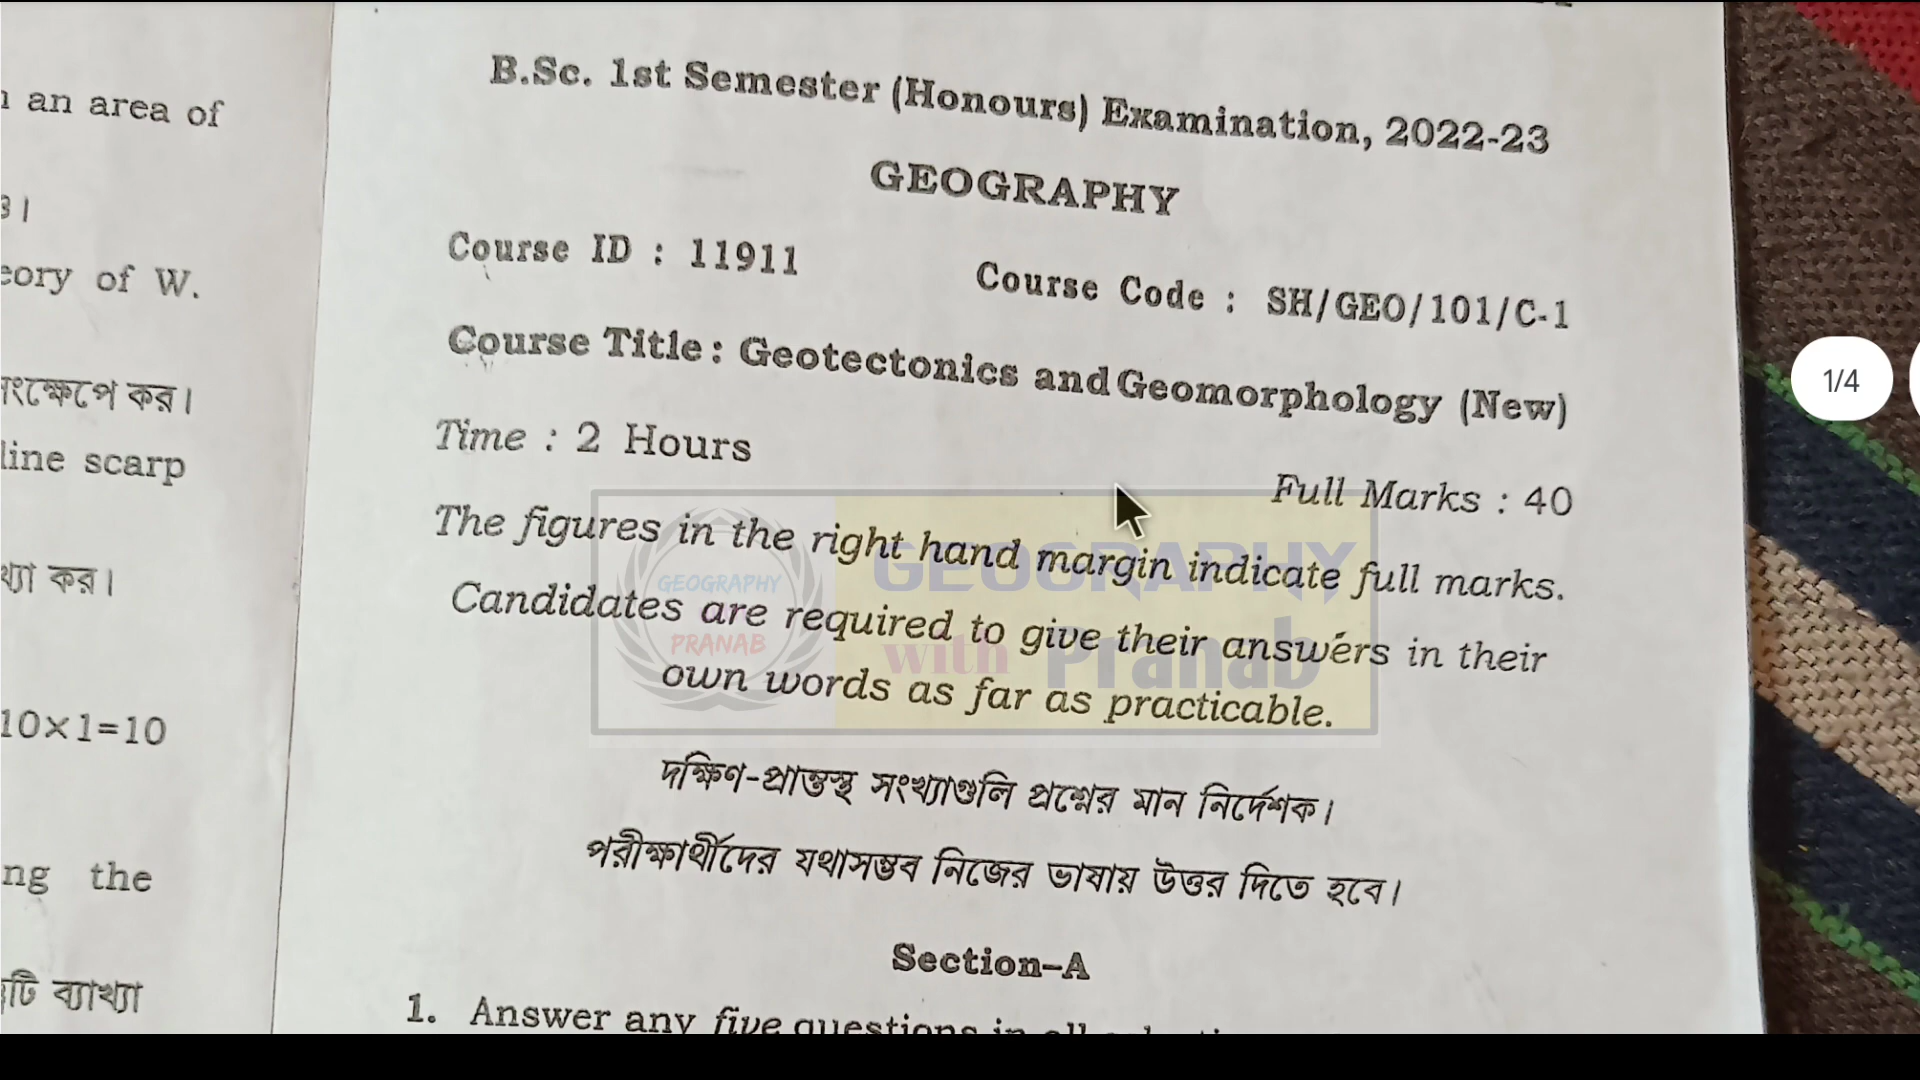 an area of
৪।
eory of W.
সংক্ষেপে কর।
line scarp
খ্যা কর।
10×1=10
ng the
টি ব্যাখ্যা
B.Sc. 1st Semester (Honours) Examination, 2022-23
GEOGRAPHY
Course ID : 11911
Course Code : SH/GEO/101/C-1
Course Title: Geotectonics and Geomorphology (New)
Time : 2 Hours
Full Marks : 40
The figures in the right hand margin indicate full marks.
Candidates are required to give their answers in their
own words as far as practicable.
দক্ষিণ-প্রান্তস্থ সংখ্যাগুলি প্রশ্নের মান নির্দেশক।
পরীক্ষার্থীদের যথাসম্ভব নিজের ভাষায় উত্তর দিতে হবে।
Section–A
1. Answer any five questions in all
GEOGRAPHY
PRANAB
GEOGRAPHY
with Pranab
1/4